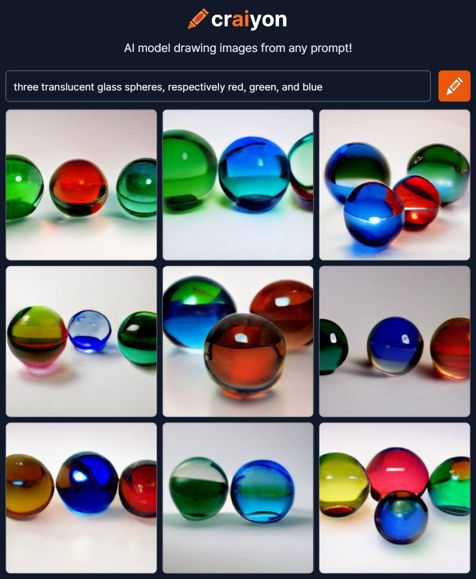 craiyon
AI model drawing images from any prompt!
three translucent glass spheres, respectively red, green, and blue